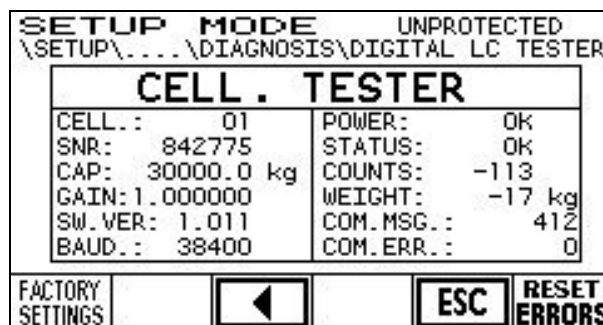 SETUP MODE UNPROTECTED
\SETUP\....\DIAGNOSIS\DIGITAL LC TESTER
CELL. TESTER
CELL.: 01 POWER: OK
SNR: 842775 STATUS: OK
CAP: 30000.0 kg COUNTS: -113
GAIN:1.000000 WEIGHT: -17 kg
SW.VER: 1.011 COM.MSG.: 412
BAUD.: 38400 COM.ERR.: 0
FACTORY ESC RESET
SETTINGS ERRORS